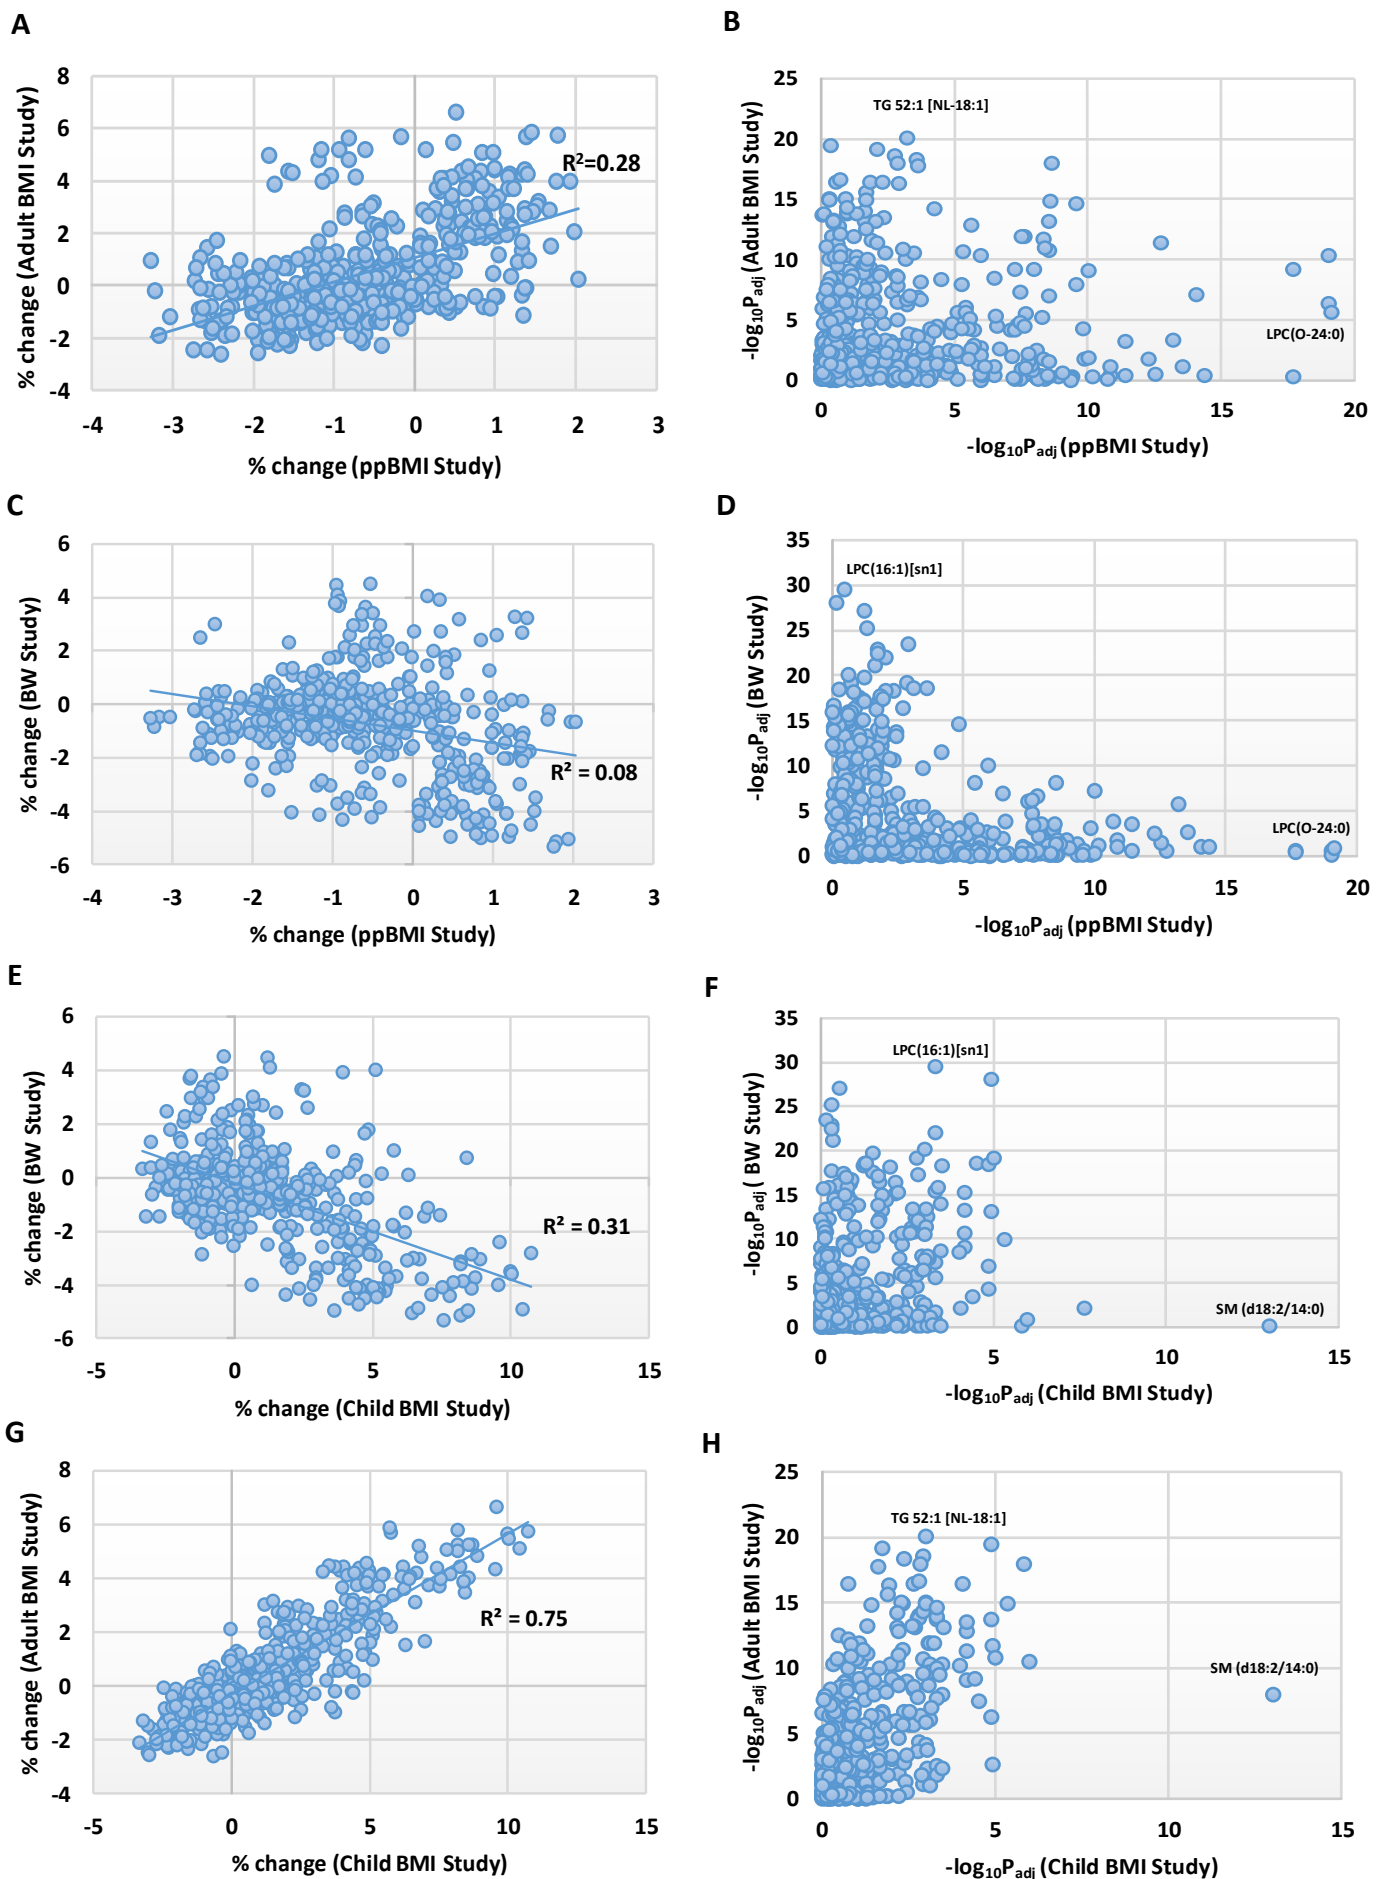 A
8
6
4
2
0
-2
-4
-4
-3
-2
-1
0
1
2
3
R²=0.28
% change (Adult BMI Study)
% change (ppBMI Study)
B
25
20
15
10
5
0
0
5
10
15
20
TG 52:1 [NL-18:1]
LPC(O-24:0)
-log₁₀Padj (Adult BMI Study)
-log₁₀Padj (ppBMI Study)
C
6
4
2
0
-2
-4
-6
-4
-3
-2
-1
0
1
2
3
R² = 0.08
% change (BW Study)
% change (ppBMI Study)
D
35
30
25
20
15
10
5
0
0
5
10
15
20
LPC(16:1)[sn1]
LPC(O-24:0)
-log₁₀Padj (BW Study)
-log₁₀Padj (ppBMI Study)
E
6
4
2
0
-2
-4
-6
-5
0
5
10
15
R² = 0.31
% change (BW Study)
% change (Child BMI Study)
F
35
30
25
20
15
10
5
0
0
5
10
15
LPC(16:1)[sn1]
SM (d18:2/14:0)
-log₁₀Padj ( BW Study)
-log₁₀Padj (Child BMI Study)
G
8
6
4
2
0
-2
-4
-5
0
5
10
15
R² = 0.75
% change (Adult BMI Study)
% change (Child BMI Study)
H
25
20
15
10
5
0
0
5
10
15
TG 52:1 [NL-18:1]
SM (d18:2/14:0)
-log₁₀Padj (Adult BMI Study)
-log₁₀Padj (Child BMI Study)